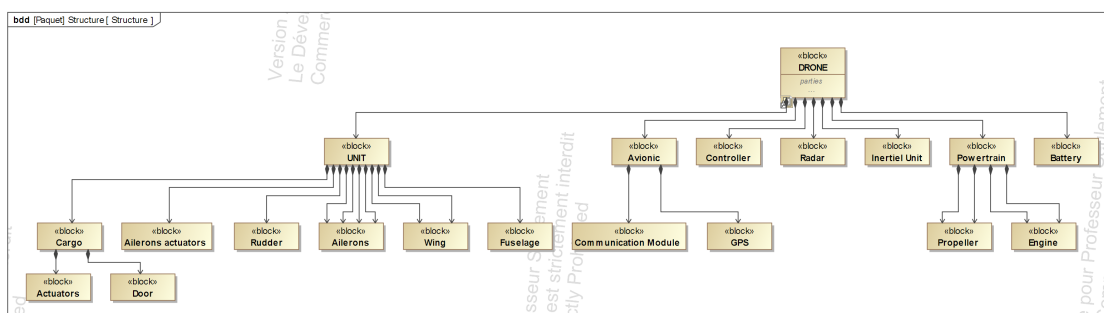 bdd [Paquet] Structure [ Structure ]
Version
Le Déve
Commerc
«block»
DRONE
parties
...
«block»
UNIT
«block»
Avionic
«block»
Controller
«block»
Radar
«block»
Inertiel Unit
«block»
Powertrain
«block»
Battery
«block»
Cargo
«block»
Ailerons actuators
«block»
Rudder
«block»
Ailerons
«block»
Wing
«block»
Fuselage
«block»
Communication Module
«block»
GPS
«block»
Propeller
«block»
Engine
«block»
Actuators
«block»
Door
est strictement interdit
pour Professeur